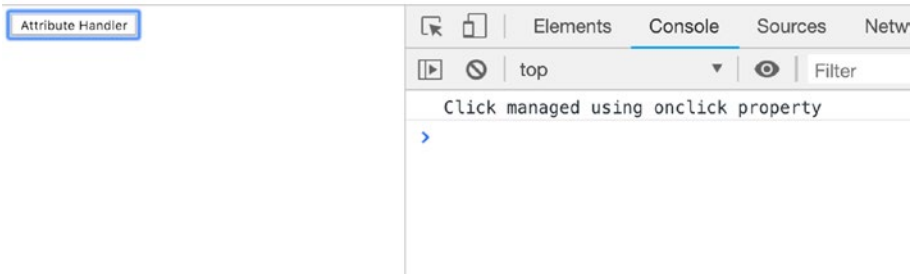 Attribute Handler
Elements Console Sources Netw
top Filter
Click managed using onclick property
>